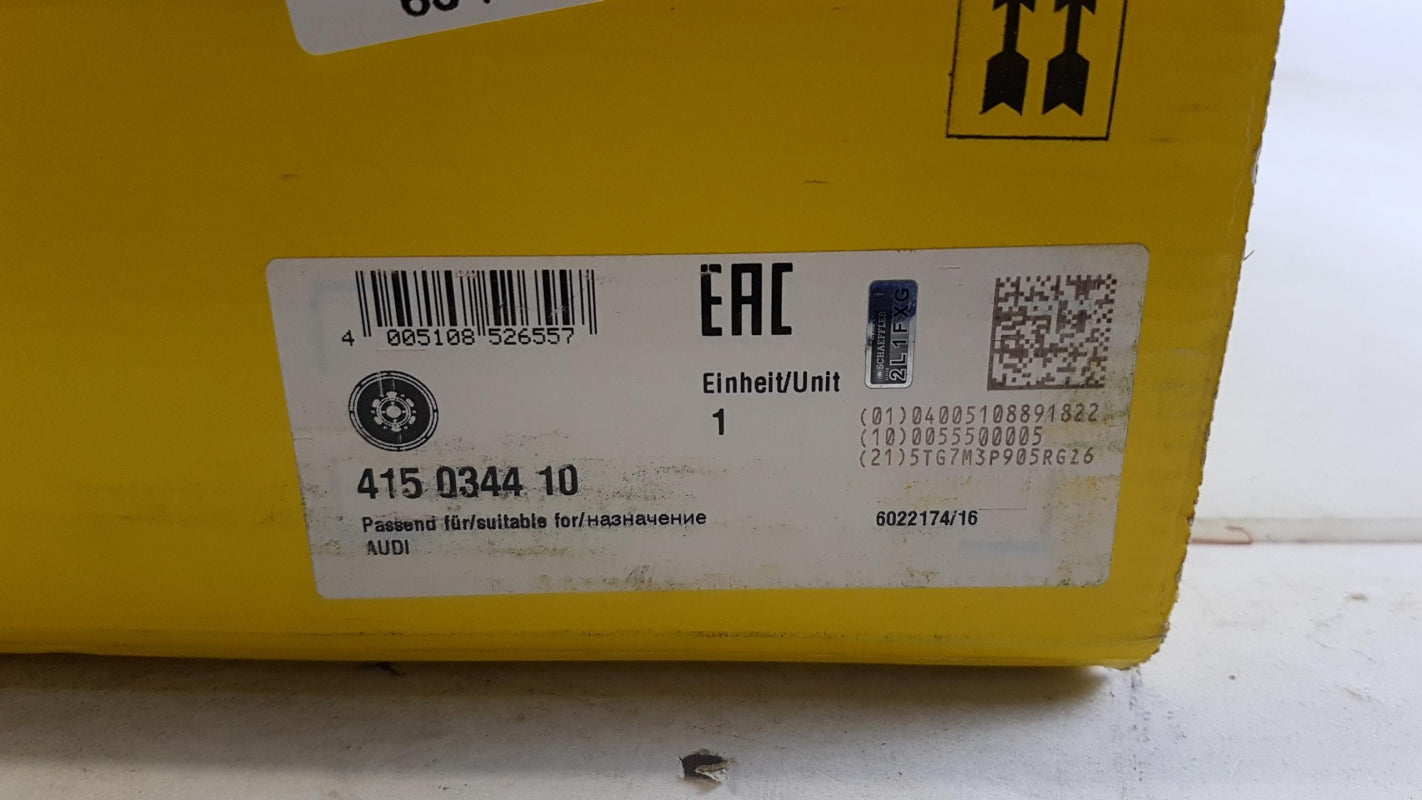 4 005108 526557
EAC
SCHAEFFLER
2L1FXG
Einheit/Unit
1
(01)04005108891822
(10)0055500005
(21)5TG7M3P905RGZ6
415 0344 10
Passend für/suitable for/назначение
AUDI
6022174/16